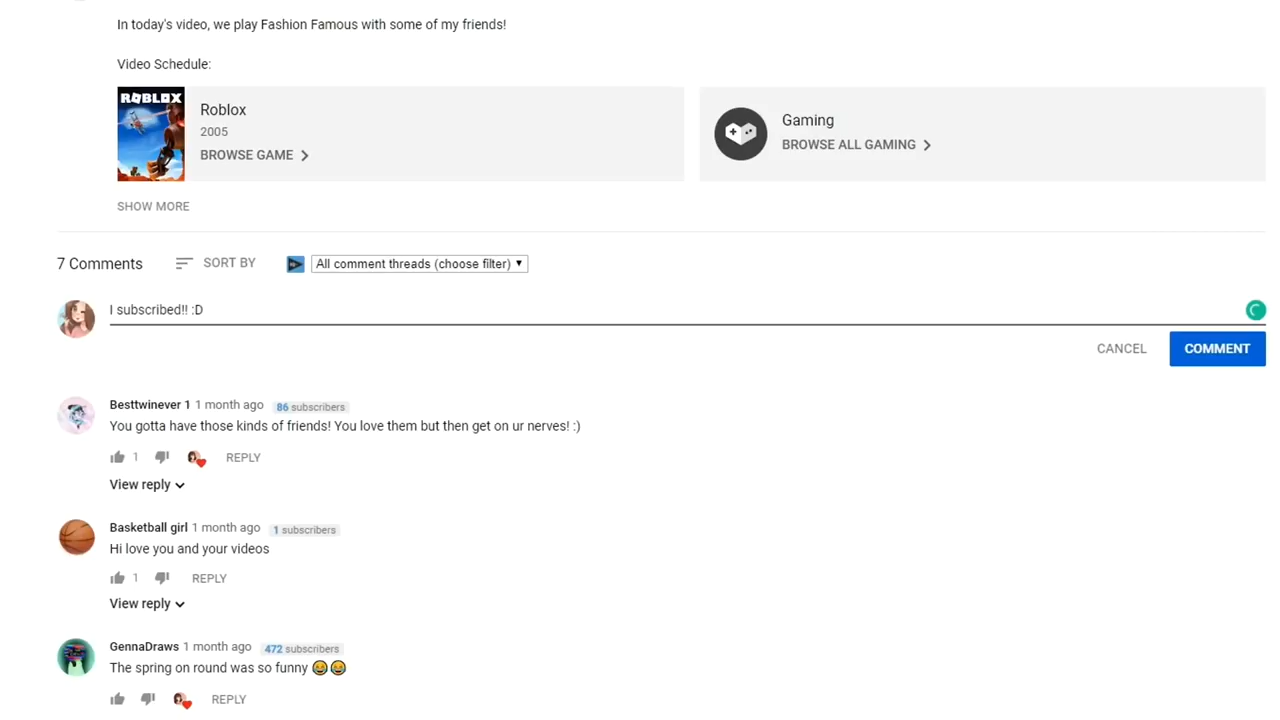 In today's video, we play Fashion Famous with some of my friends!
Video Schedule:
ROBLOX
Roblox
2005
BROWSE GAME
Gaming
BROWSE ALL GAMING
SHOW MORE
7 Comments
SORT BY
All comment threads (choose filter)
I subscribed!! :D
CANCEL
COMMENT
Besttwinever 1 1 month ago 86 subscribers
You gotta have those kinds of friends! You love them but then get on ur nerves! :)
1
REPLY
View reply
Basketball girl 1 month ago 1 subscribers
Hi love you and your videos
1
REPLY
View reply
GennaDraws 1 month ago 472 subscribers
The spring on round was so funny 😂😂
REPLY